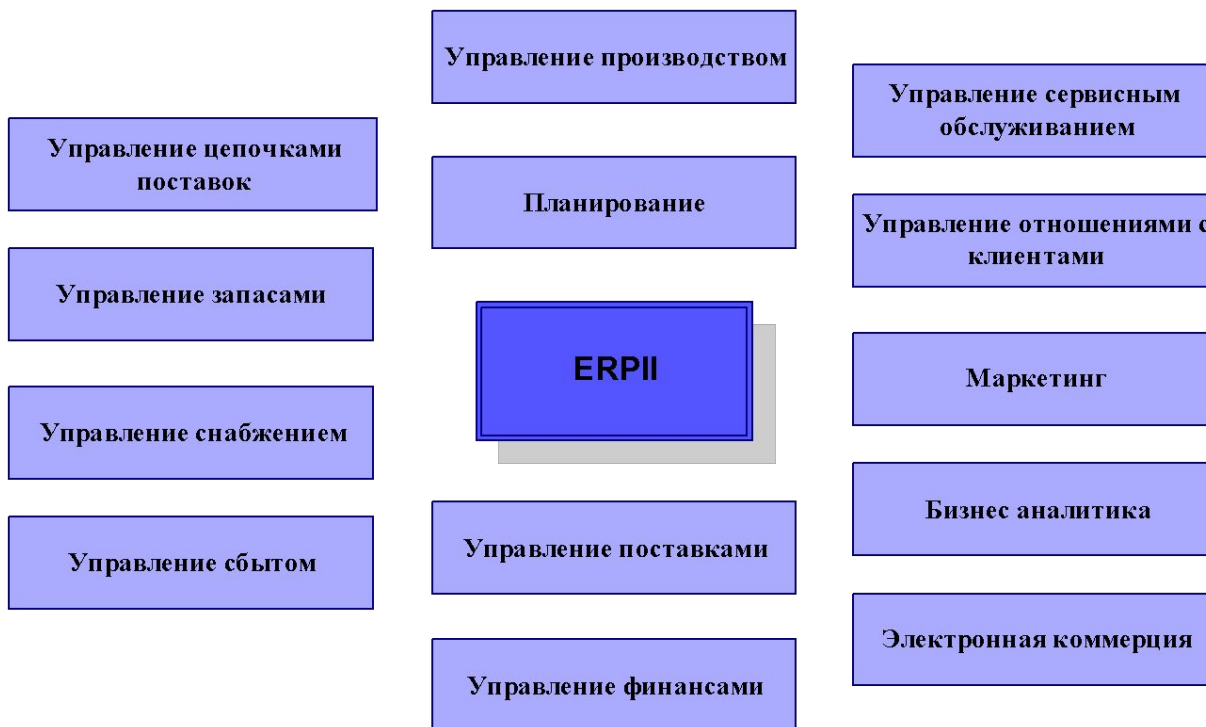 Управление цепочками
поставок
Управление запасами
Управление снабжением
Управление сбытом
Управление производством
Планирование
ERPII
Управление поставками
Управление финансами
Управление сервисным
обслуживанием
Управление отношениями с
клиентами
Маркетинг
Бизнес аналитика
Электронная коммерция